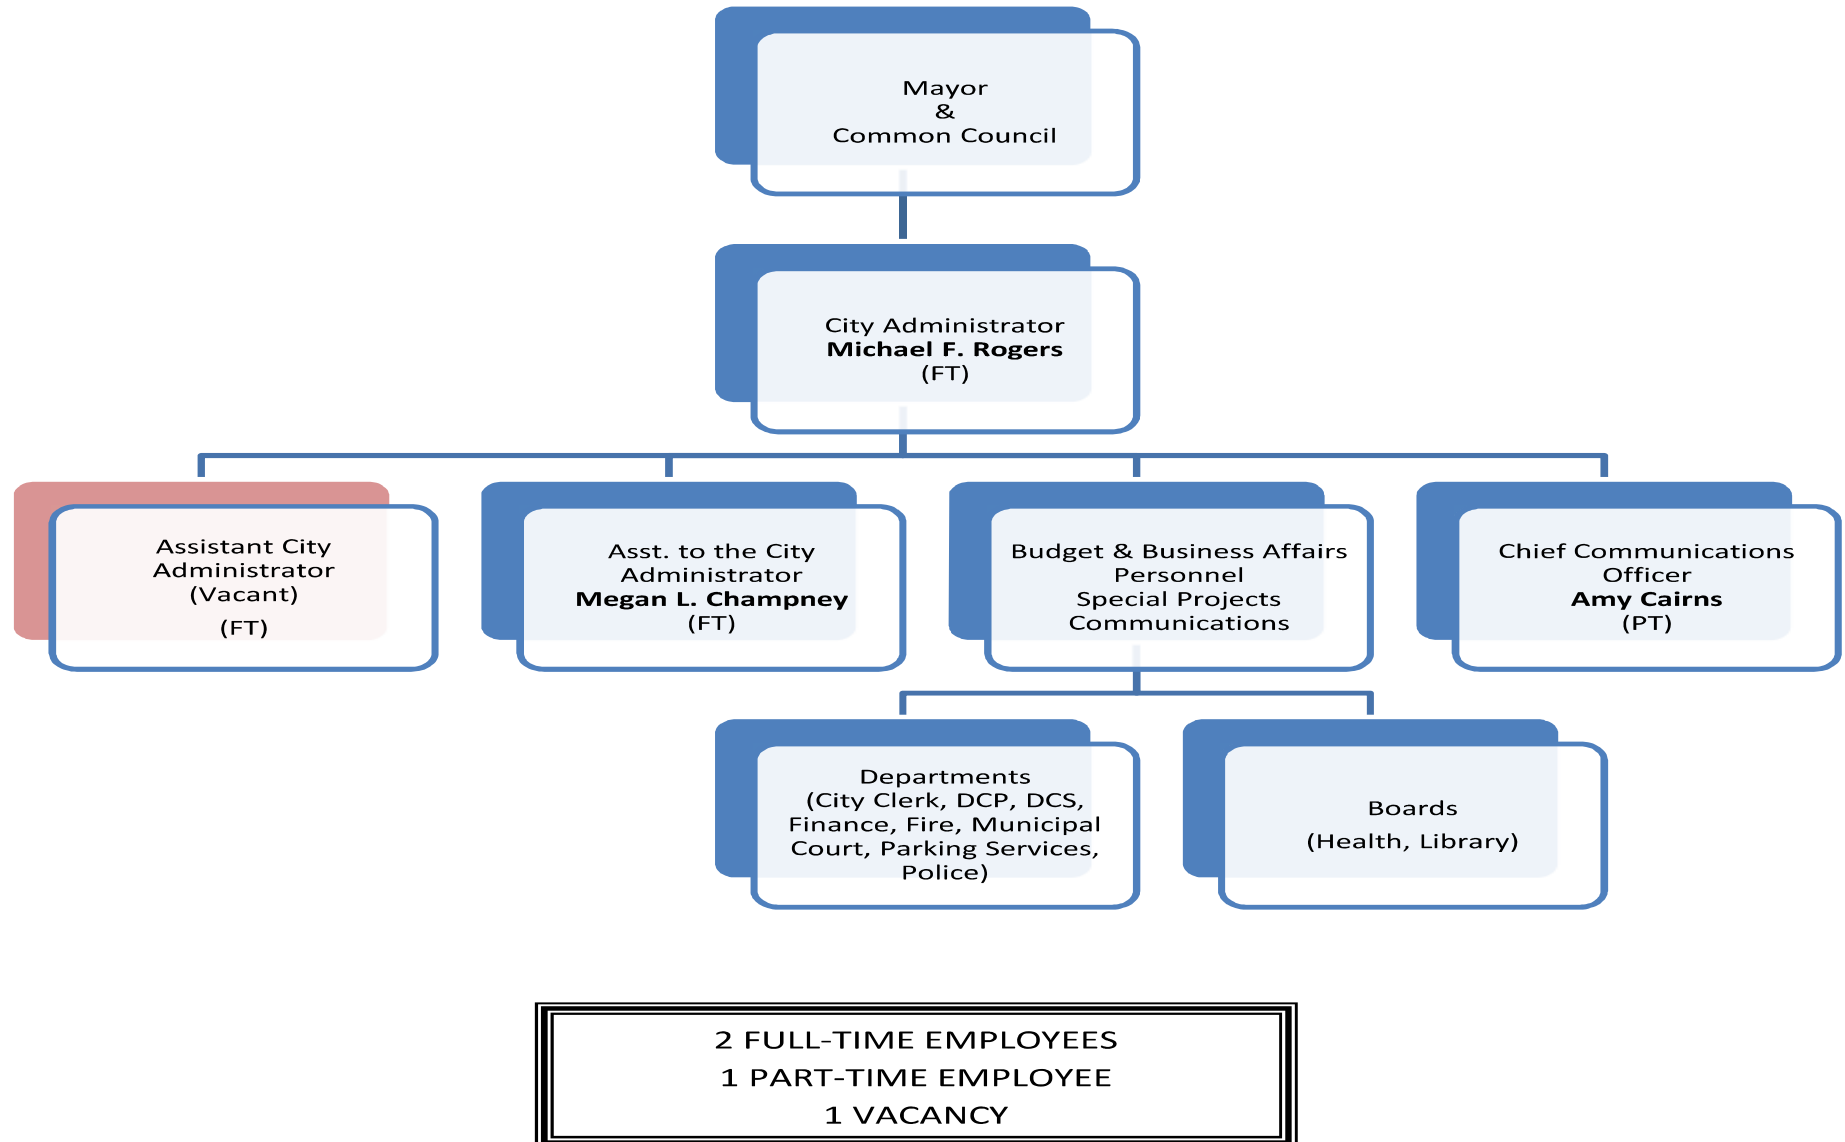 Mayor
&
Common Council
City Administrator
Michael F. Rogers
(FT)
Assistant City
Administrator
(Vacant)
(FT)
Asst. to the City
Administrator
Megan L. Champney
(FT)
Budget & Business Affairs
Personnel
Special Projects
Communications
Chief Communications
Officer
Amy Cairns
(PT)
Departments
(City Clerk, DCP, DCS,
Finance, Fire, Municipal
Court, Parking Services,
Police)
Boards
(Health, Library)
2 FULL-TIME EMPLOYEES
1 PART-TIME EMPLOYEE
1 VACANCY